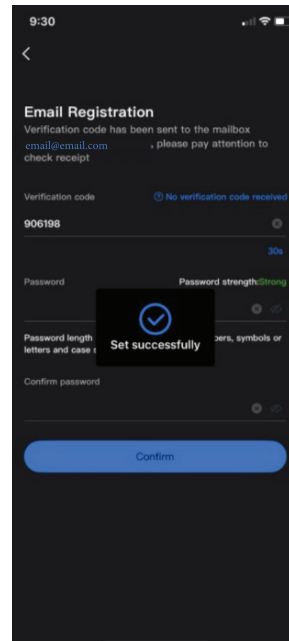 9:30
Email Registration
Verification code has been sent to the mailbox
email@email.com , please pay attention to
check receipt
Verification code No verification code received
906198
30s
Password Password strength:Strong
Set successfully
Password length symbols or
letters and case
Confirm password
Confirm